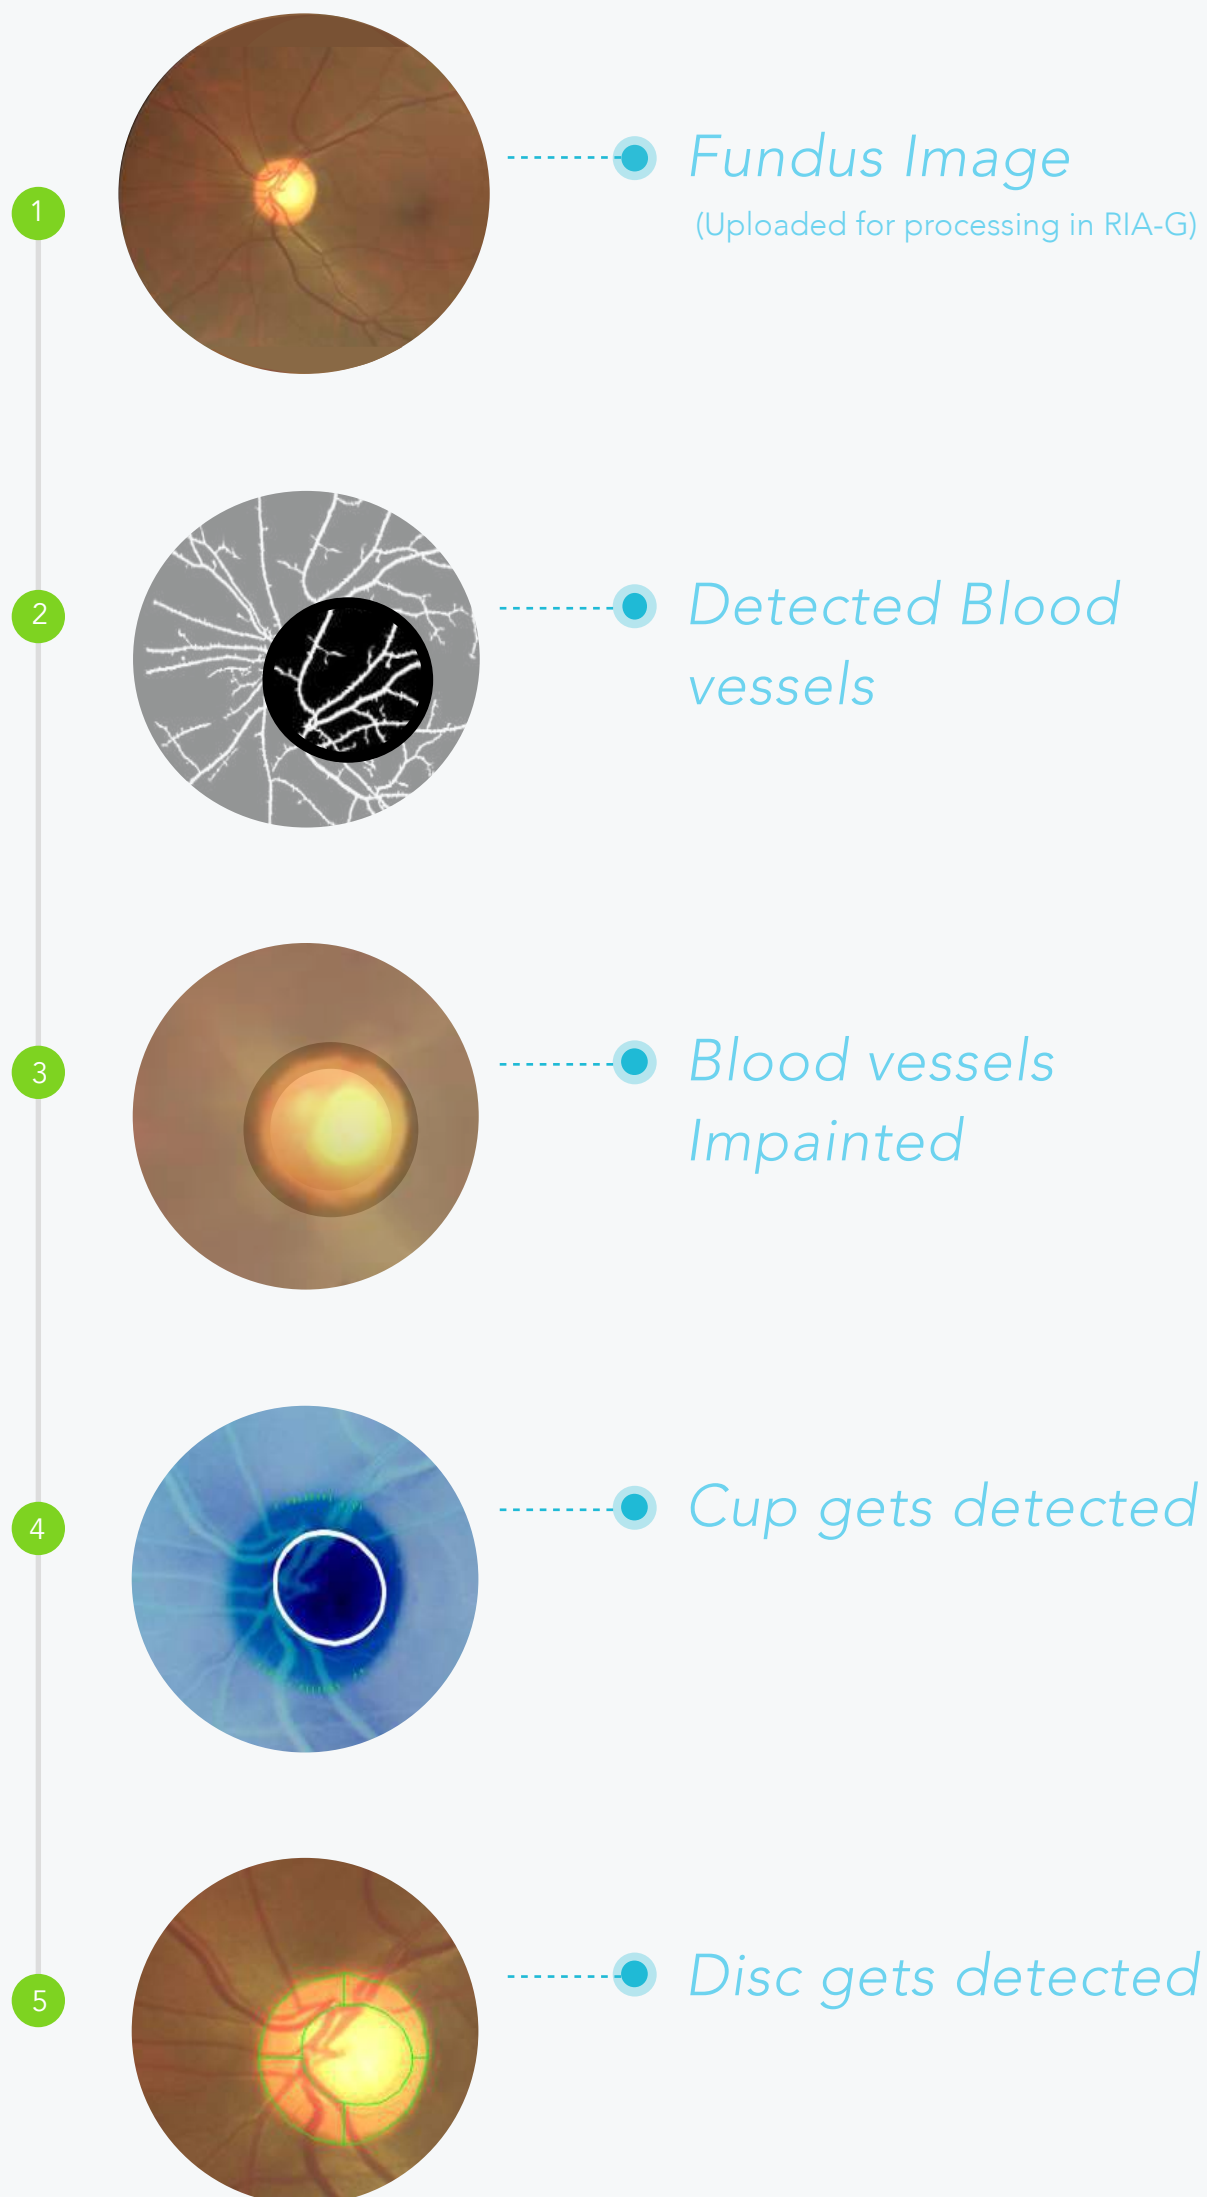 1
Fundus Image
(Uploaded for processing in RIA-G)
2
Detected Blood
vessels
3
Blood vessels
Impainted
4
Cup gets detected
5
Disc gets detected